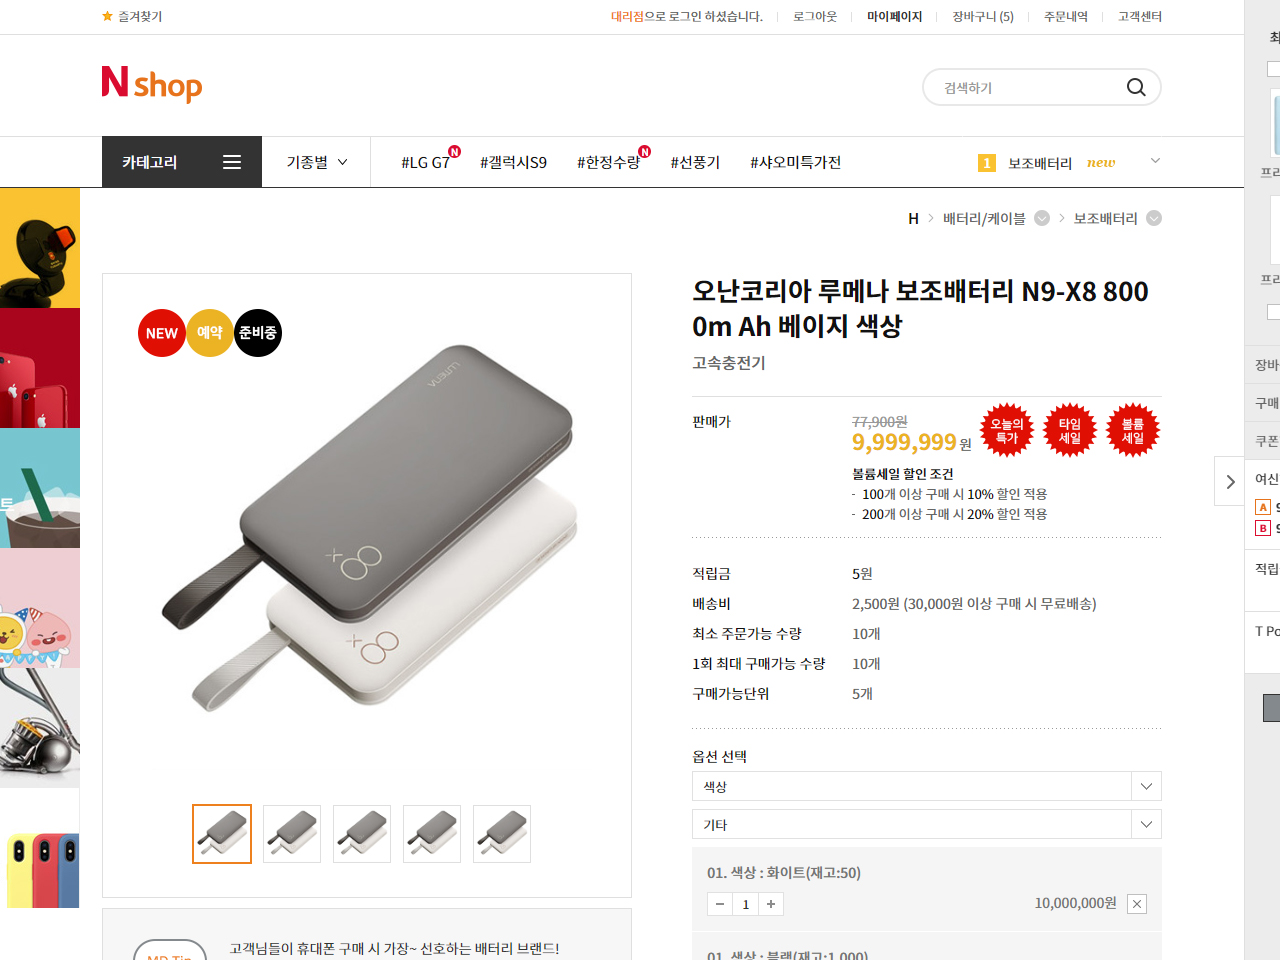 즐겨찾기
대리점으로 로그인 하셨습니다.
로그아웃
마이페이지
장바구니 (5)
주문내역
고객센터
N shop
검색하기
카테고리
기종별
#LG G7 N
#갤럭시S9
#한정수량 N
#선풍기
#샤오미특가전
1 보조배터리 new
H > 배터리/케이블 > 보조배터리
NEW
예약
준비중
LUMENA
x∞
x∞
오난코리아 루메나 보조배터리 N9-X8 800
0m Ah 베이지 색상
고속충전기
판매가
77,900원
9,999,999 원
오늘의
특가
타임
세일
볼륨
세일
볼륨세일 할인 조건
- 100개 이상 구매 시 10% 할인 적용
- 200개 이상 구매 시 20% 할인 적용
적립금 5원
배송비 2,500원 (30,000원 이상 구매 시 무료배송)
최소 주문가능 수량 10개
1회 최대 구매가능 수량 10개
구매가능단위 5개
옵션 선택
색상
기타
01. 색상 : 화이트(재고:50)
1
10,000,000원
01. 색상 : 블랙(재고:1,000)
MD Tip
고객님들이 휴대폰 구매 시 가장~ 선호하는 배터리 브랜드!
최
프리
프리
장바
구매
쿠폰
여신
A 9
B 9
적립
T Po